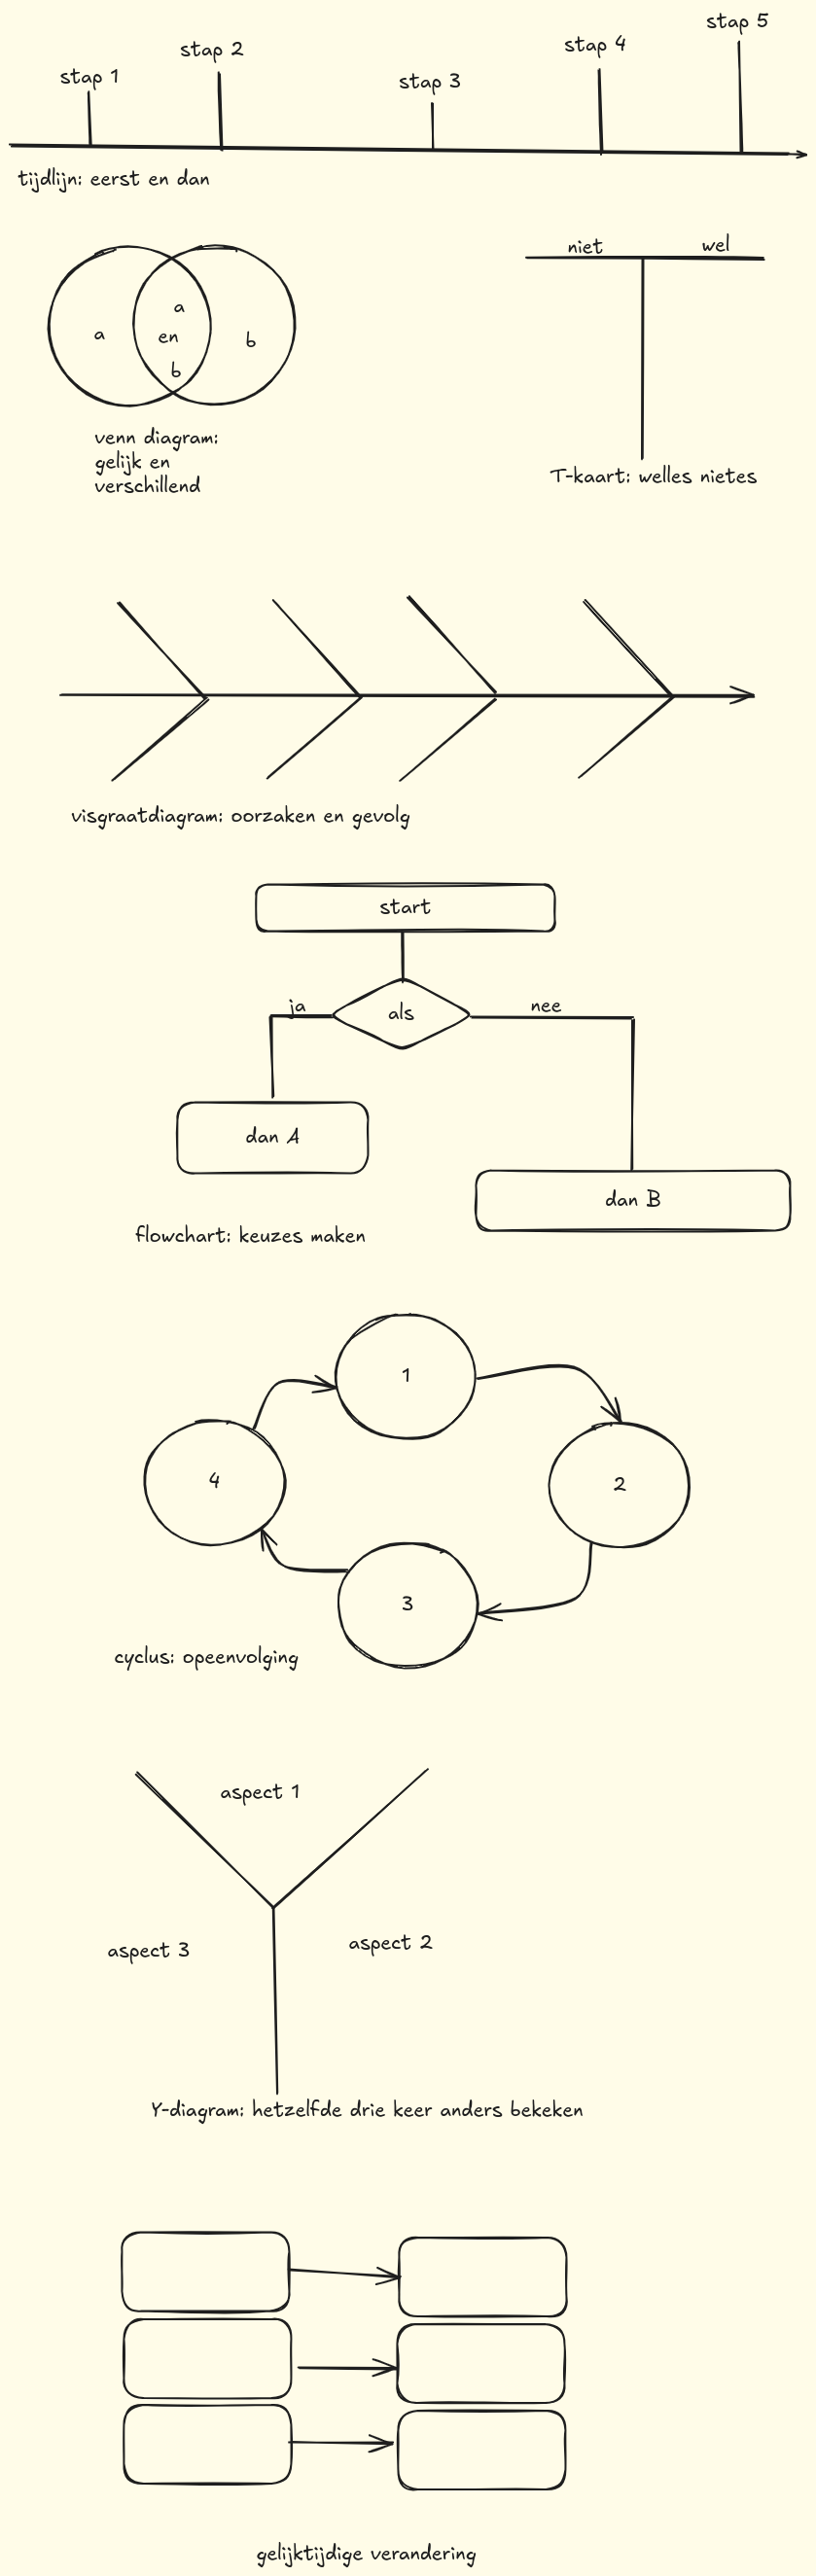 stap 1
stap 2
stap 3
stap 4
stap 5
tijdlijn: eerst en dan
a
a
en
b
b
venn diagram:
gelijk en
verschillend
niet
wel
T-kaart: welles nietes
visgraatdiagram: oorzaken en gevolg
start
als
ja
nee
dan A
dan B
flowchart: keuzes maken
1
2
3
4
cyclus: opeenvolging
aspect 1
aspect 2
aspect 3
Y-diagram: hetzelfde drie keer anders bekeken
gelijktijdige verandering